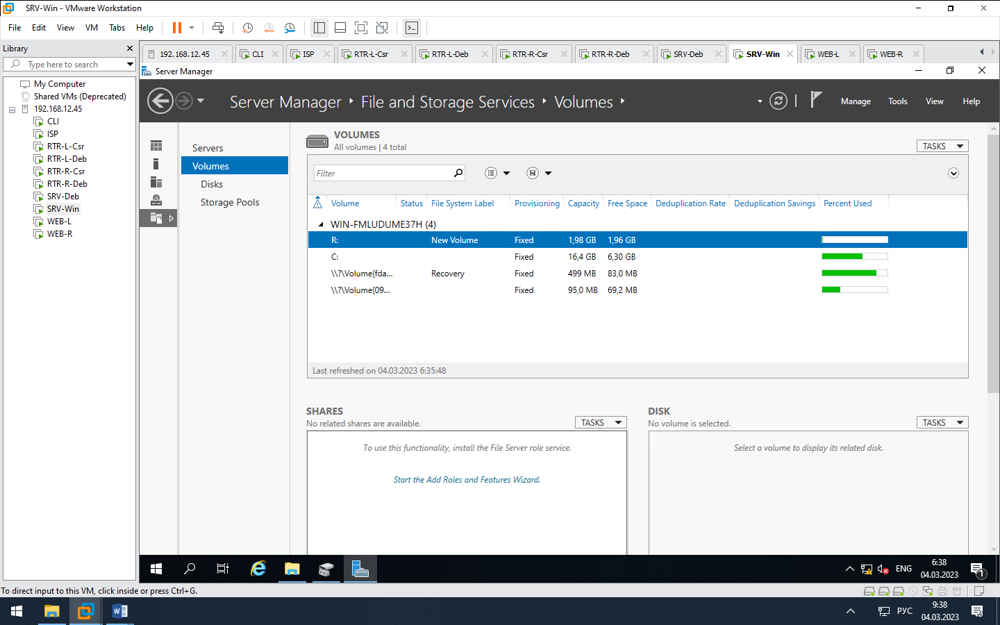 SRV-Win - VMware Workstation
File Edit View VM Tabs Help
Library
Type here to search
My Computer
Shared VMs (Deprecated)
192.168.12.45
CLI
ISP
RTR-L-Csr
RTR-L-Deb
RTR-R-Csr
RTR-R-Deb
SRV-Deb
SRV-Win
WEB-L
WEB-R
192.168.12.45 CLI ISP RTR-L-Csr RTR-L-Deb RTR-R-Csr RTR-R-Deb SRV-Deb SRV-Win WEB-L WEB-R
Server Manager
Server Manager File and Storage Services Volumes Manage Tools View Help
Servers
Volumes
Disks
Storage Pools
VOLUMES
All volumes | 4 total
TASKS
Filter
Volume Status File System Label Provisioning Capacity Free Space Deduplication Rate Deduplication Savings Percent Used
WIN-FMLUDUME37H (4)
R: New Volume Fixed 1,98 GB 1,96 GB
C: Fixed 16,4 GB 6,30 GB
\\?\Volume{fda... Recovery Fixed 499 MB 83,0 MB
\\?\Volume{09... Fixed 95,0 MB 69,2 MB
Last refreshed on 04.03.2023 6:35:48
SHARES
No related shares are available.
TASKS
To use this functionality, install the File Server role service.
Start the Add Roles and Features Wizard.
DISK
No volume is selected.
TASKS
Select a volume to display its related disk.
ENG
6:38
04.03.2023
1
To direct input to this VM, click inside or press Ctrl+G.
РУС
9:38
04.03.2023